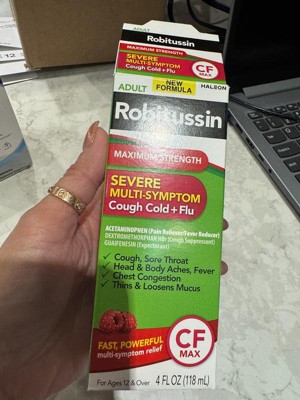 ADULT
Robitussin
MAXIMUM STRENGTH
SEVERE
MULTI-SYMPTOM
Cough Cold + Flu
CF
MAX
ADULT
NEW
FORMULA
HALEON
Robitussin
MAXIMUM STRENGTH
SEVERE
MULTI-SYMPTOM
Cough Cold + Flu
ACETAMINOPHEN (Pain Reliever/Fever Reducer)
DEXTROMETHORPHAN HBr (Cough Suppressant)
GUAIFENESIN (Expectorant)
✓ Cough, Sore Throat
✓ Head & Body Aches, Fever
✓ Chest Congestion
✓ Thins & Loosens Mucus
FAST, POWERFUL
multi-symptom relief
CF
MAX
For Ages 12 & Over
4 FL OZ (118 mL)